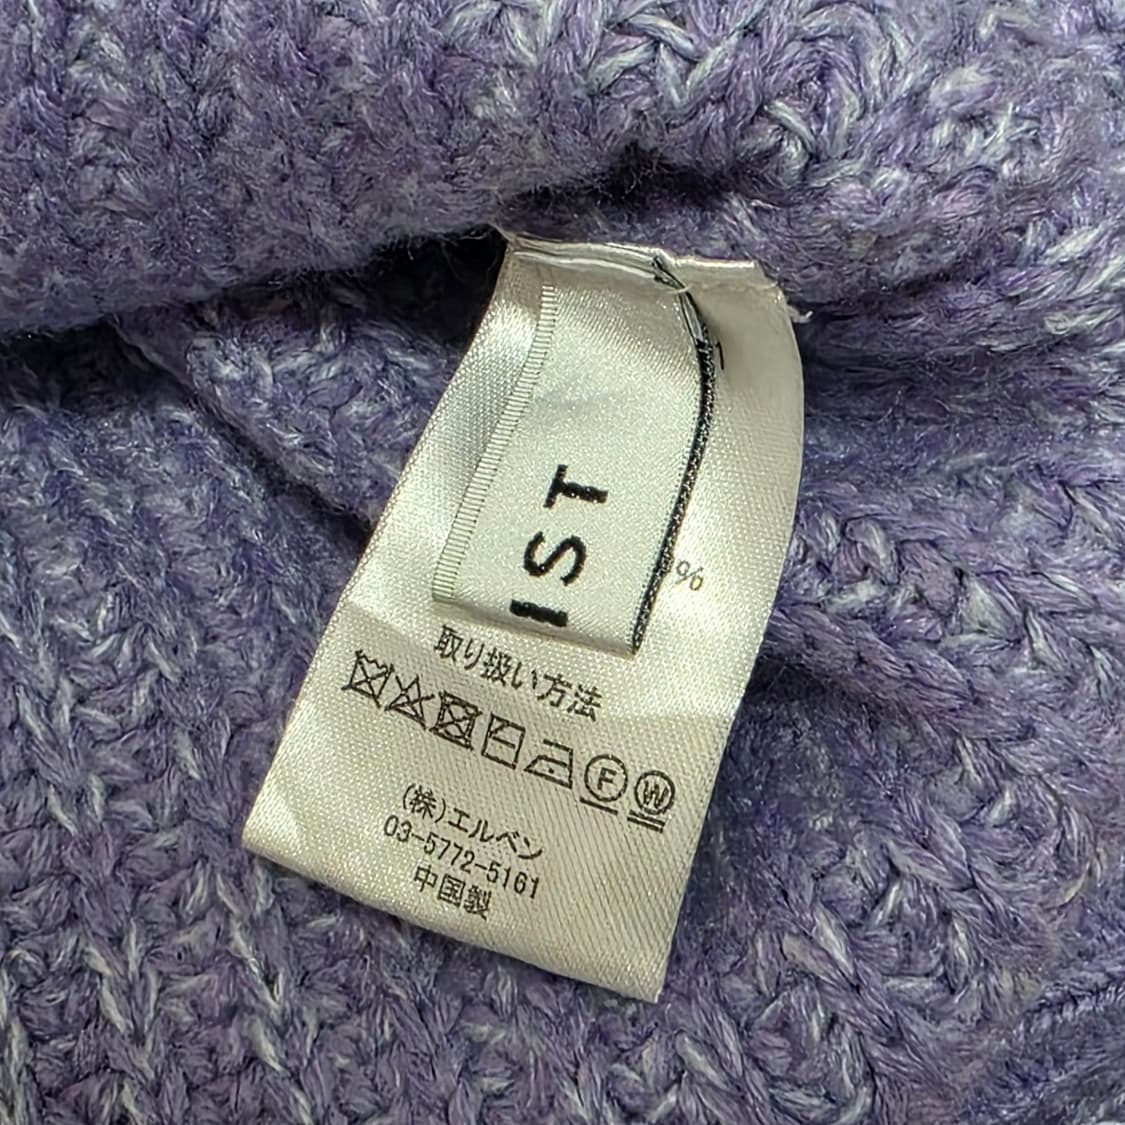 IST
%
取り扱い方法
F W
(株)エルベン
03-5772-5161
中国製